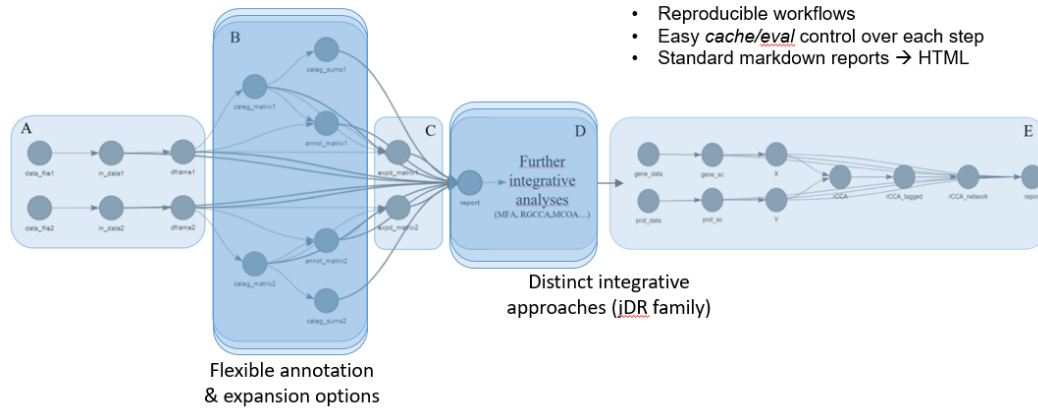 • Reproducible workflows
• Easy cache/eval control over each step
• Standard markdown reports → HTML
A
data_file1
in_data1
dframe1
data_file2
in_data2
dframe2
B
categ_sums1
categ_matrix1
annot_matrix1
annot_matrix2
categ_matrix2
categ_sums2
C
expd_matrix1
expd_matrix2
D
report
Further
integrative
analyses
(MFA, RGCCA,MCOA…)
E
gene_data
gene_sc
X
prot_data
prot_sc
Y
rCCA
rCCA_tagged
rCCA_network
repo
Distinct integrative
approaches (jDR family)
Flexible annotation
& expansion options